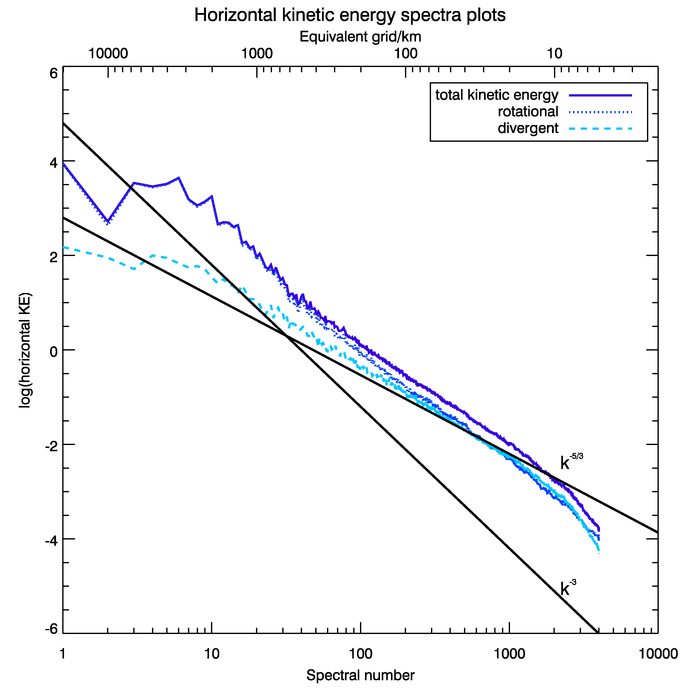 Horizontal kinetic energy spectra plots
Equivalent grid/km
10000 1000 100 10
total kinetic energy
rotational
divergent
6
4
2
0
-2
-4
-6
log(horizontal KE)
k-5/3
k-3
1 10 100 1000 10000
Spectral number